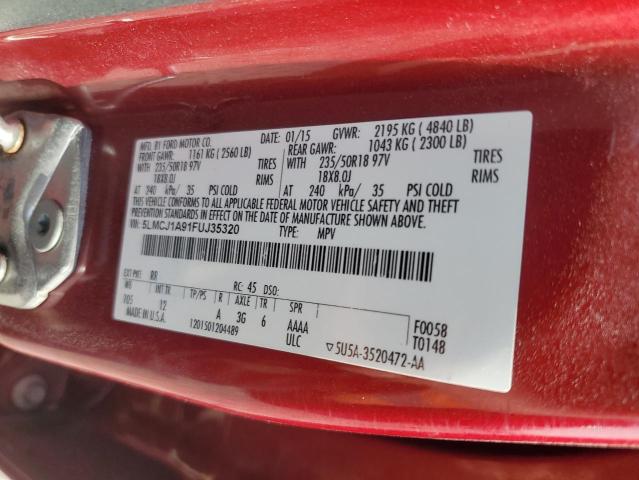 MFD. BY FORD MOTOR CO.
DATE: 01/15 GVWR: 2195 KG ( 4840 LB)
FRONT GAWR: 1161 KG ( 2560 LB) REAR GAWR: 1043 KG ( 2300 LB)
WITH 235/50R18 97V TIRES WITH 235/50R18 97V TIRES
18X8.0J RIMS 18X8.0J RIMS
AT 240 kPa/ 35 PSI COLD AT 240 kPa/ 35 PSI COLD
THIS VEHICLE CONFORMS TO ALL APPLICABLE FEDERAL MOTOR VEHICLE SAFETY AND THEFT
PREVENTION STANDARDS IN EFFECT ON THE DATE OF MANUFACTURE SHOWN ABOVE.
VIN: 5LMCJ1A91FUJ35320 TYPE: MPV
EXT PNT: RR RC: 45 DSO:
WB INT TR TP/PS R AXLE TR SPR
105 12 A 3G 6 AAAA F0058
MADE IN U.S.A. 1201501204489 ULC T0148
5U5A-3520472-AA